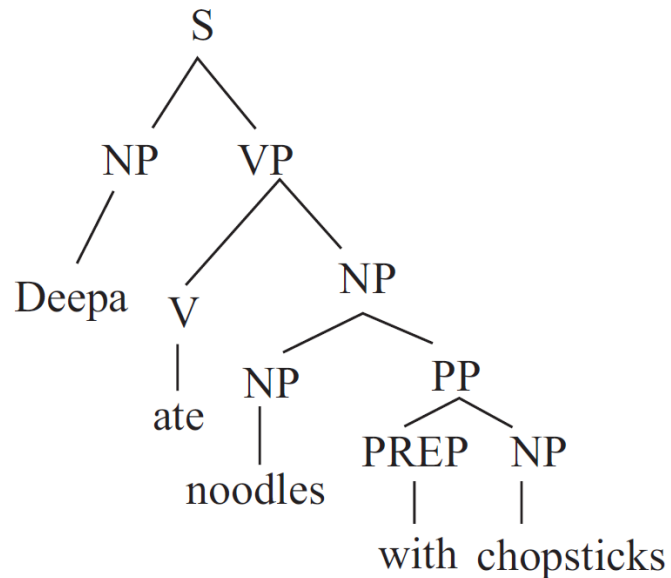 S
NP VP
Deepa V NP
ate NP PP
noodles PREP NP
with chopsticks